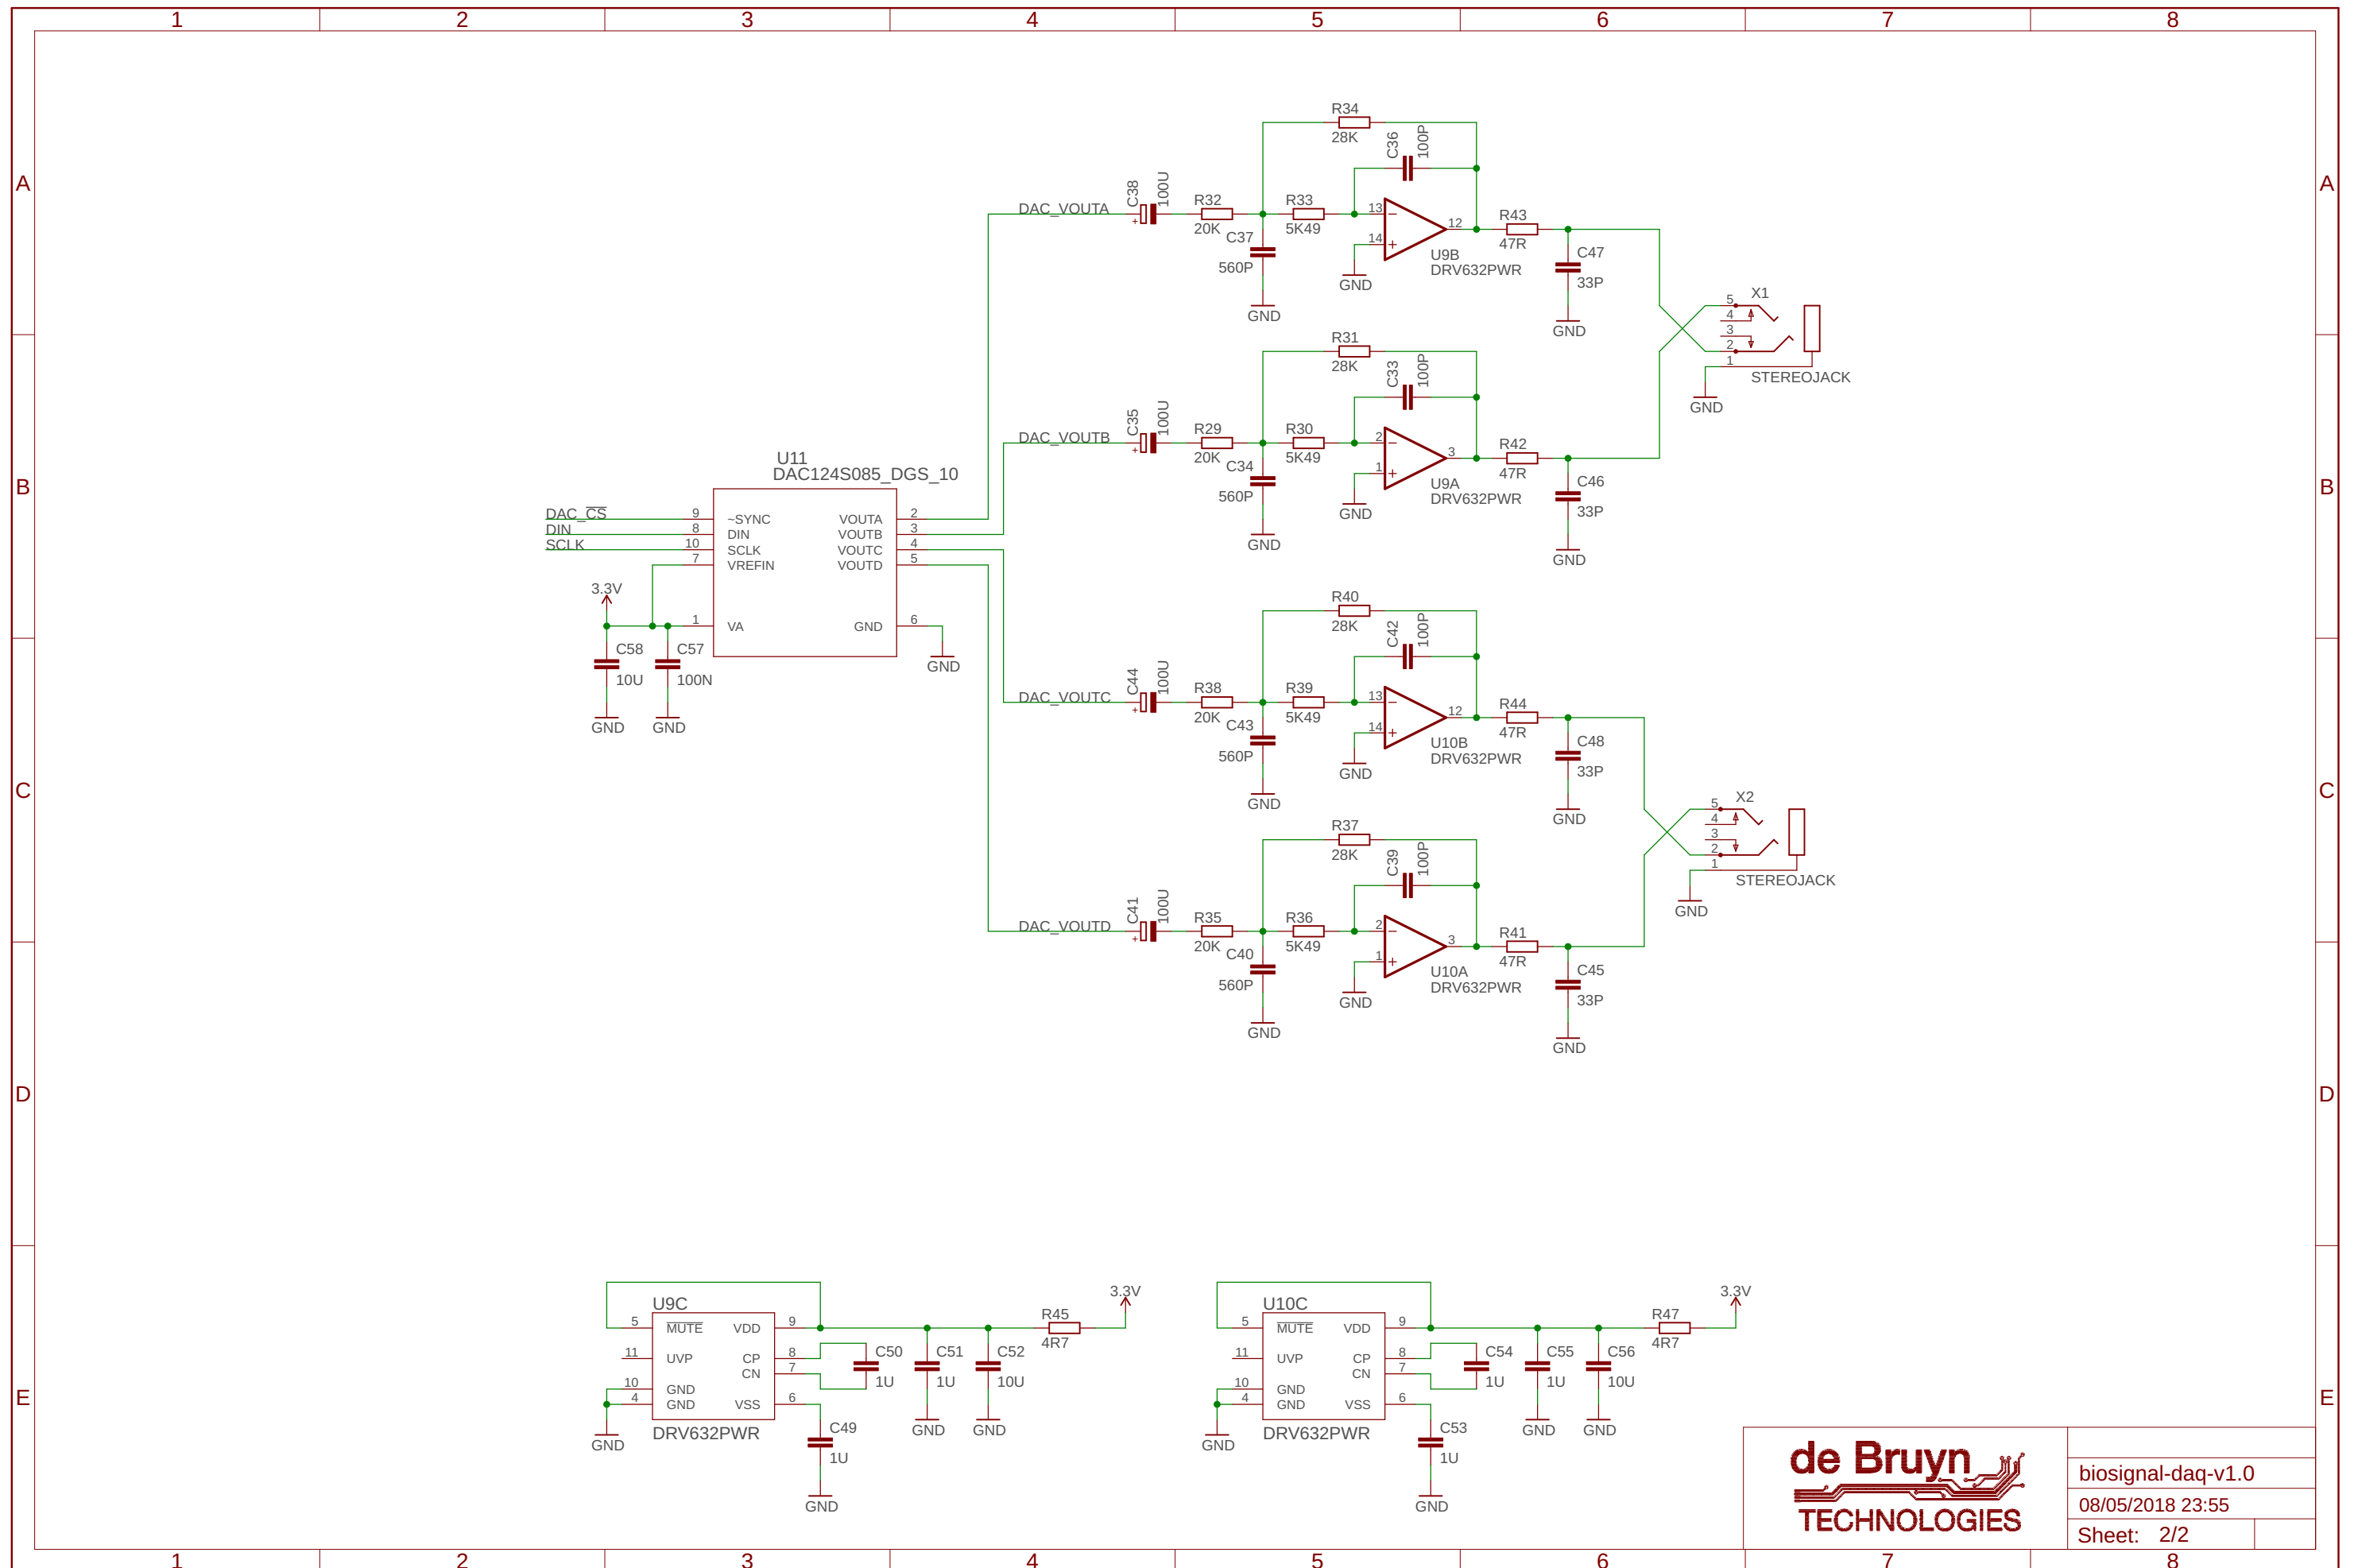 1 2 3 4 5 6 7 8
A A
R34
28K
C36 100P
C38 100U
DAC_VOUTA
R32
20K
R33
5K49
C37
560P
GND
13
14
12
GND
U9B
DRV632PWR
R43
47R
C47
33P
GND
X1
5
4
3
2
1
STEREOJACK
GND
B B
R31
28K
C33 100P
C35 100U
DAC_VOUTB
R29
20K
R30
5K49
C34
560P
GND
2
1
3
GND
U9A
DRV632PWR
R42
47R
C46
33P
GND
U11
DAC124S085_DGS_10
DAC_CS 9 ~SYNC VOUTA 2
DIN 8 DIN VOUTB 3
SCLK 10 SCLK VOUTC 4
7 VREFIN VOUTD 5
3.3V
1 VA GND 6
GND
C58
10U
GND
C57
100N
GND
C C
R40
28K
C42 100P
C44 100U
DAC_VOUTC
R38
20K
R39
5K49
C43
560P
GND
13
14
12
GND
U10B
DRV632PWR
R44
47R
C48
33P
GND
X2
5
4
3
2
1
STEREOJACK
GND
R37
28K
C39 100P
C41 100U
DAC_VOUTD
R35
20K
R36
5K49
C40
560P
GND
2
1
3
GND
U10A
DRV632PWR
R41
47R
C45
33P
GND
D D
E E
U9C
5 MUTE VDD 9
11 UVP CP 8
CN 7
10 GND
4 GND VSS 6
DRV632PWR
GND
C50
1U
C51
1U
GND
C52
10U
GND
R45
4R7
3.3V
C49
1U
GND
U10C
5 MUTE VDD 9
11 UVP CP 8
CN 7
10 GND
4 GND VSS 6
DRV632PWR
GND
C54
1U
C55
1U
GND
C56
10U
GND
R47
4R7
3.3V
C53
1U
GND
de Bruyn
TECHNOLOGIES
biosignal-daq-v1.0
08/05/2018 23:55
Sheet: 2/2
1 2 3 4 5 6 7 8